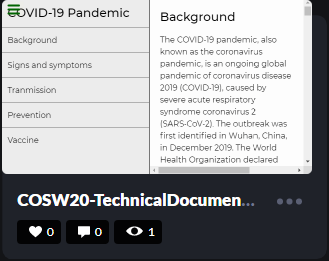 COVID-19 Pandemic
Background
Signs and symptoms
Tranmission
Prevention
Vaccine
Background
The COVID-19 pandemic, also
known as the coronavirus
pandemic, is an ongoing global
pandemic of coronavirus disease
2019 (COVID-19), caused by
severe acute respiratory
syndrome coronavirus 2
(SARS-CoV-2). The outbreak was
first identified in Wuhan, China,
in December 2019. The World
Health Organization declared
COSW20-TechnicalDocumen...
0 0 1